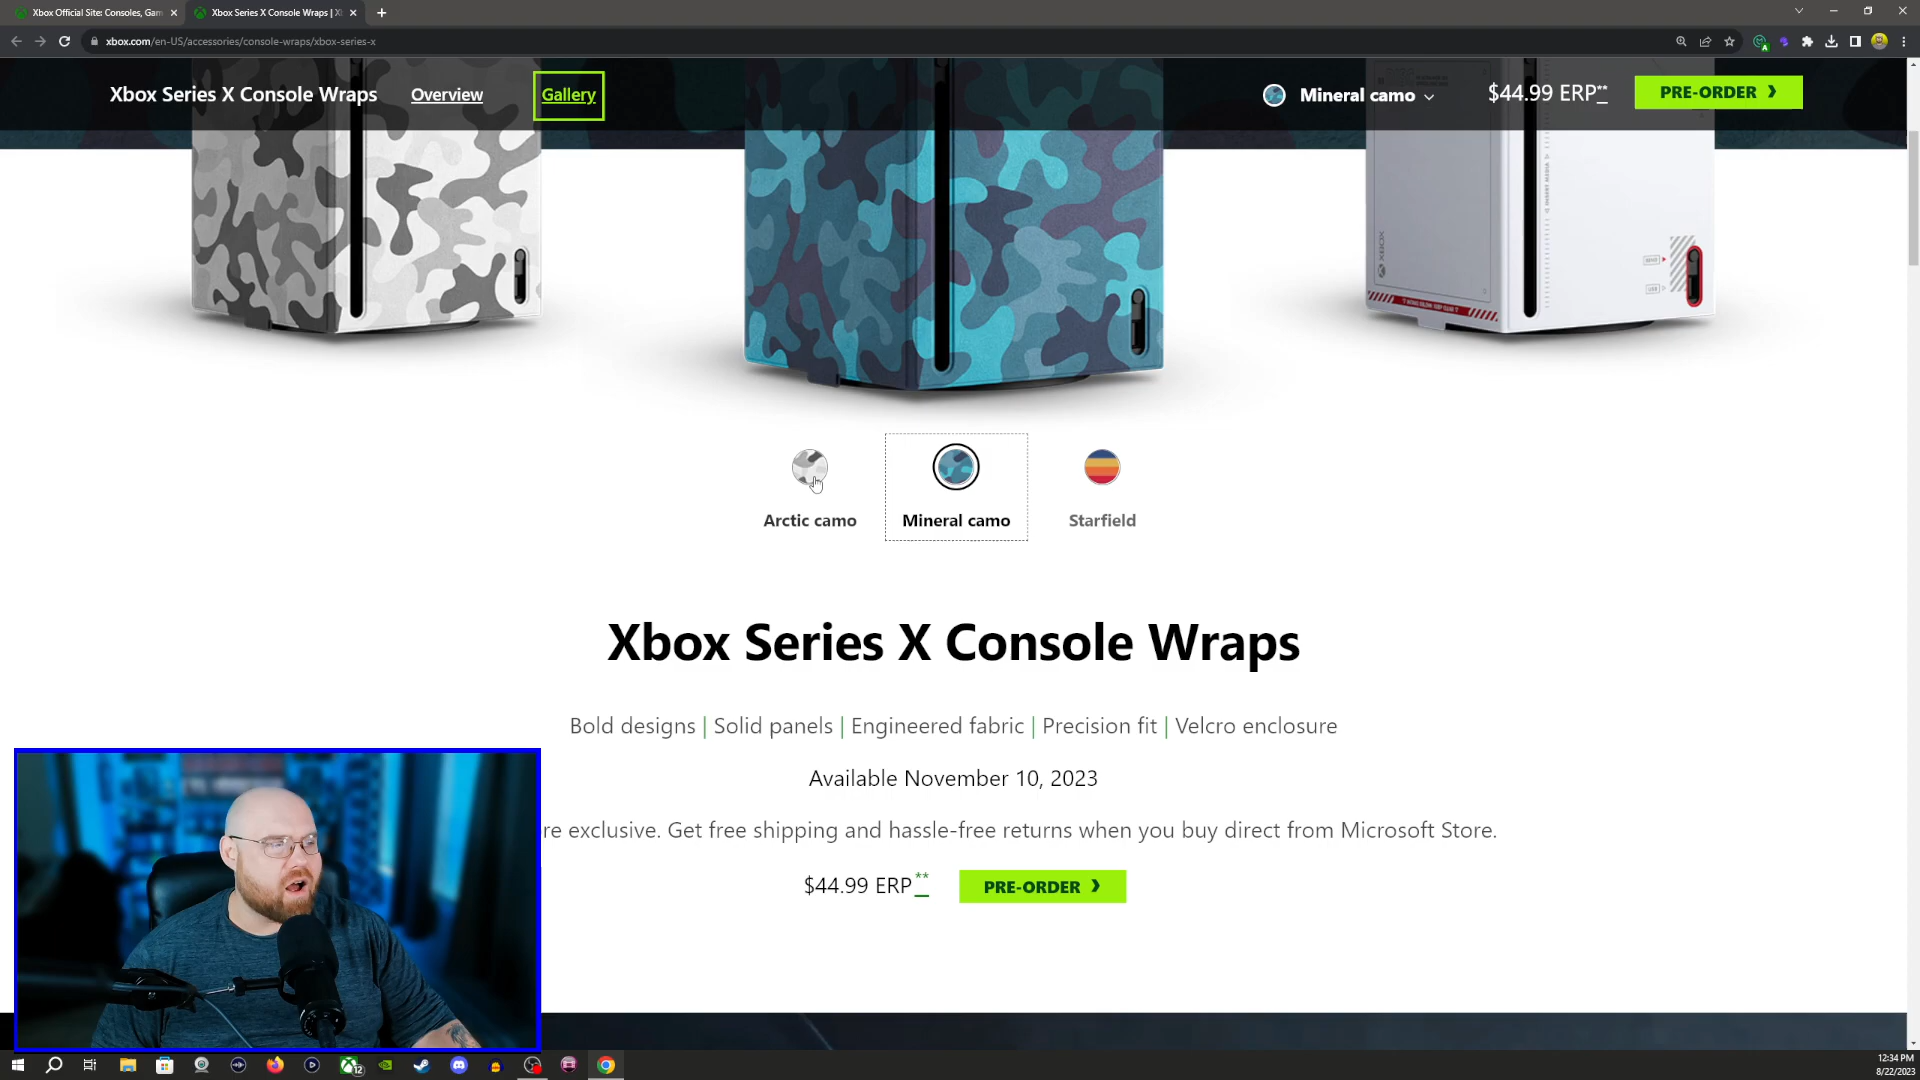 Xbox Official Site: Consoles, Gam
Xbox Series X Console Wraps | X
xbox.com/en-US/accessories/console-wraps/xbox-series-x
Xbox Series X Console Wraps
Overview
Gallery
Mineral camo
$44.99 ERP**
PRE-ORDER
XBOX
Arctic camo
Mineral camo
Starfield
Xbox Series X Console Wraps
Bold designs | Solid panels | Engineered fabric | Precision fit | Velcro enclosure
Available November 10, 2023
re exclusive. Get free shipping and hassle-free returns when you buy direct from Microsoft Store.
$44.99 ERP**
PRE-ORDER
12
12:34 PM
8/22/2023